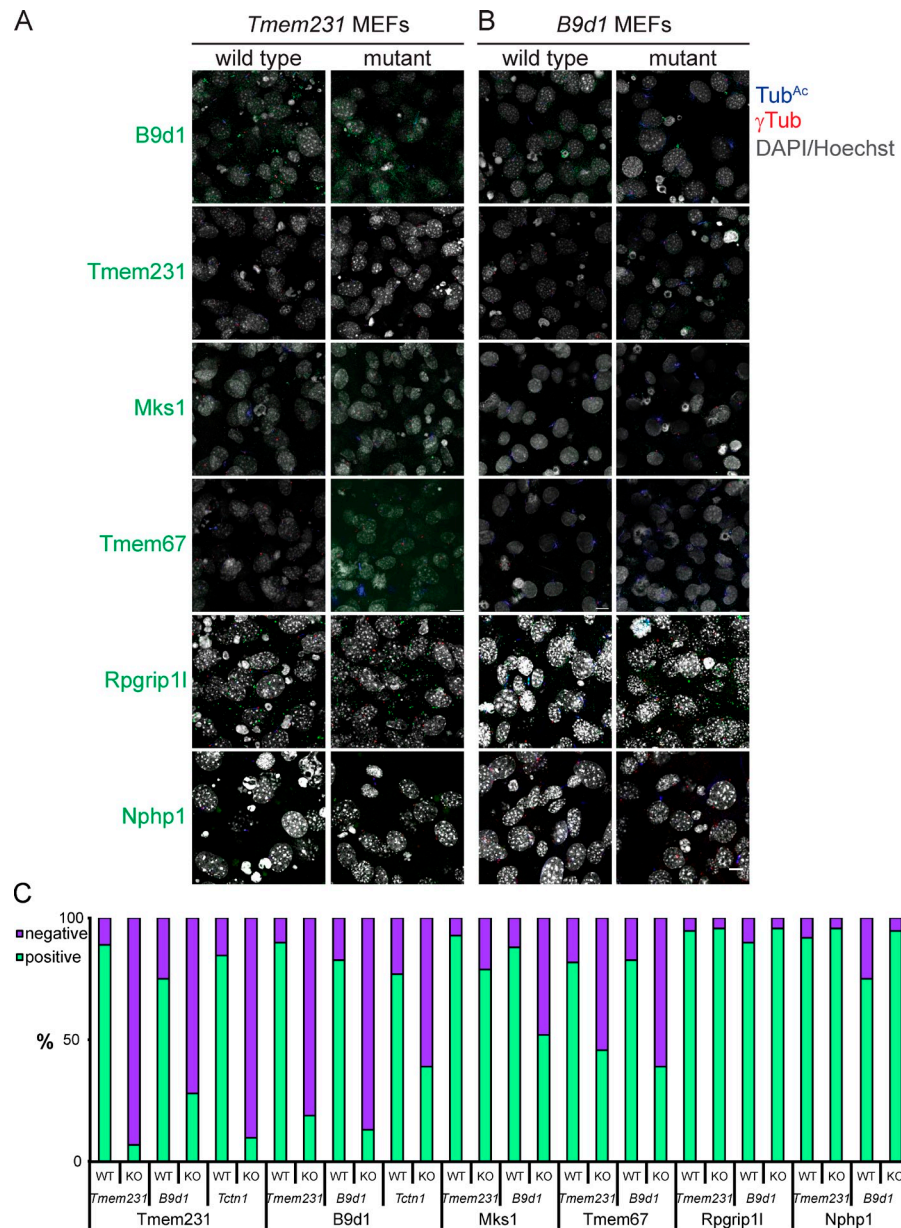 A
Tmem231 MEFs
B
B9d1 MEFs
wild type
mutant
wild type
mutant
Tub^Ac
γTub
DAPI/Hoechst
B9d1
Tmem231
Mks1
Tmem67
Rpgrip1l
Nphp1
C
100
negative
positive
%
50
0
WT KO WT KO WT KO WT KO WT KO WT KO WT KO WT KO WT KO WT KO WT KO WT KO WT KO WT KO
Tmem231 B9d1 Tctn1 Tmem231 B9d1 Tctn1 Tmem231 B9d1 Tmem231 B9d1 Tmem231 B9d1 Tmem231 B9d1
Tmem231 B9d1 Mks1 Tmem67 Rpgrip1l Nphp1